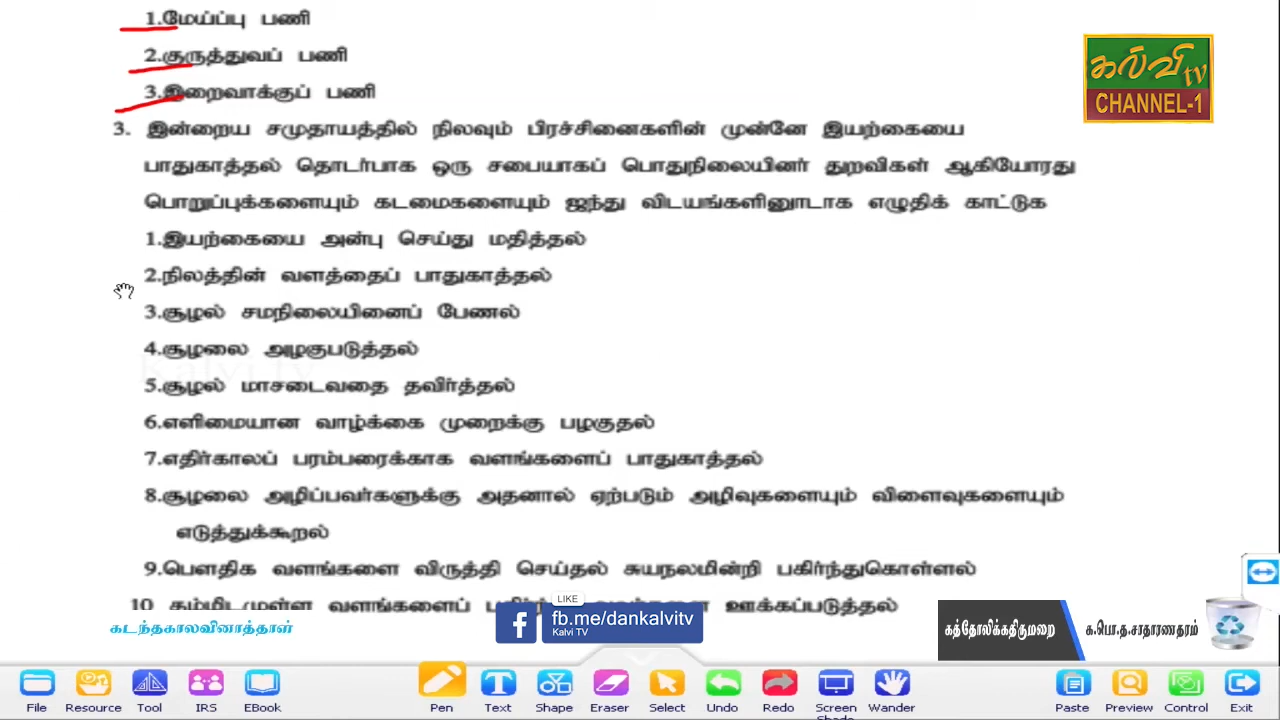 1.மேய்ப்பு பணி
2.குருத்துவப் பணி
3.இறைவாக்குப் பணி
3. இன்றைய சமுதாயத்தில் நிலவும் பிரச்சினைகளின் முன்னே இயற்கையை
பாதுகாத்தல் தொடர்பாக ஒரு சபையாகப் பொதுநிலையினர் துறவிகள் ஆகியோரது
பொறுப்புக்களையும் கடமைகளையும் ஐந்து விடயங்களினூடாக எழுதிக் காட்டுக
1.இயற்கையை அன்பு செய்து மதித்தல்
2.நிலத்தின் வளத்தைப் பாதுகாத்தல்
3.சூழல் சமநிலையினைப் பேணல்
4.சூழலை அழகுபடுத்தல்
5.சூழல் மாசடைவதை தவிர்த்தல்
6.எளிமையான வாழ்க்கை முறைக்கு பழகுதல்
7.எதிர்காலப் பரம்பரைக்காக வளங்களைப் பாதுகாத்தல்
8.சூழலை அழிப்பவர்களுக்கு அதனால் ஏற்படும் அழிவுகளையும் விளைவுகளையும்
எடுத்துக்கூறல்
9.பௌதிக வளங்களை விருத்தி செய்தல் சுயநலமின்றி பகிர்ந்துகொள்ளல்
10 தம்மிடமுள்ள வளங்களைப் ஊக்கப்படுத்தல்
கல்வி tv
CHANNEL-1
Kalvi tv
கடந்தகாலவினாத்தாள்
LIKE
fb.me/dankalvitv
Kalvi TV
கத்தோலிக்கதிருமறை
க.பொ.த.சாதாரணதரம்
File Resource Tool IRS EBook Pen Text Shape Eraser Select Undo Redo Screen Shade Wander Paste Preview Control Exit